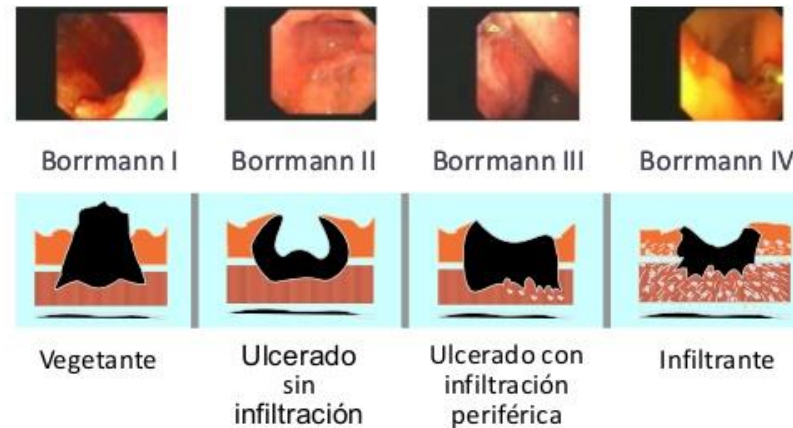 Borrmann I
Borrmann II
Borrmann III
Borrmann IV
Vegetante
Ulcerado
sin
infiltración
Ulcerado con
infiltración
periférica
Infiltrante